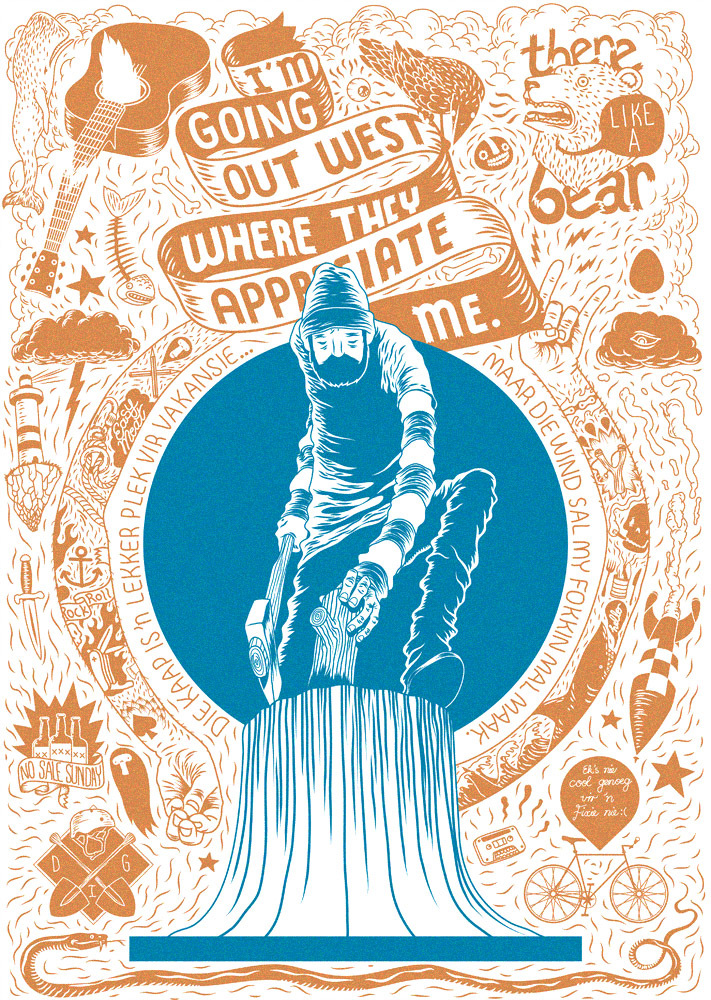 I'M
GOING
OUT WEST
WHERE THEY
APPRECIATE
ME.
there
LIKE
A
bear
DIE KAAP IS 'n LEKKER PLEK VIR VAKANSIE...
MAAR DIE WIND SAL MY FOKKIN MAL MAAK.
ROCK ROLL
NO SALE SUNDAY
D G
I
Ek's nie
cool genoeg
vir 'n
fixie nie :(